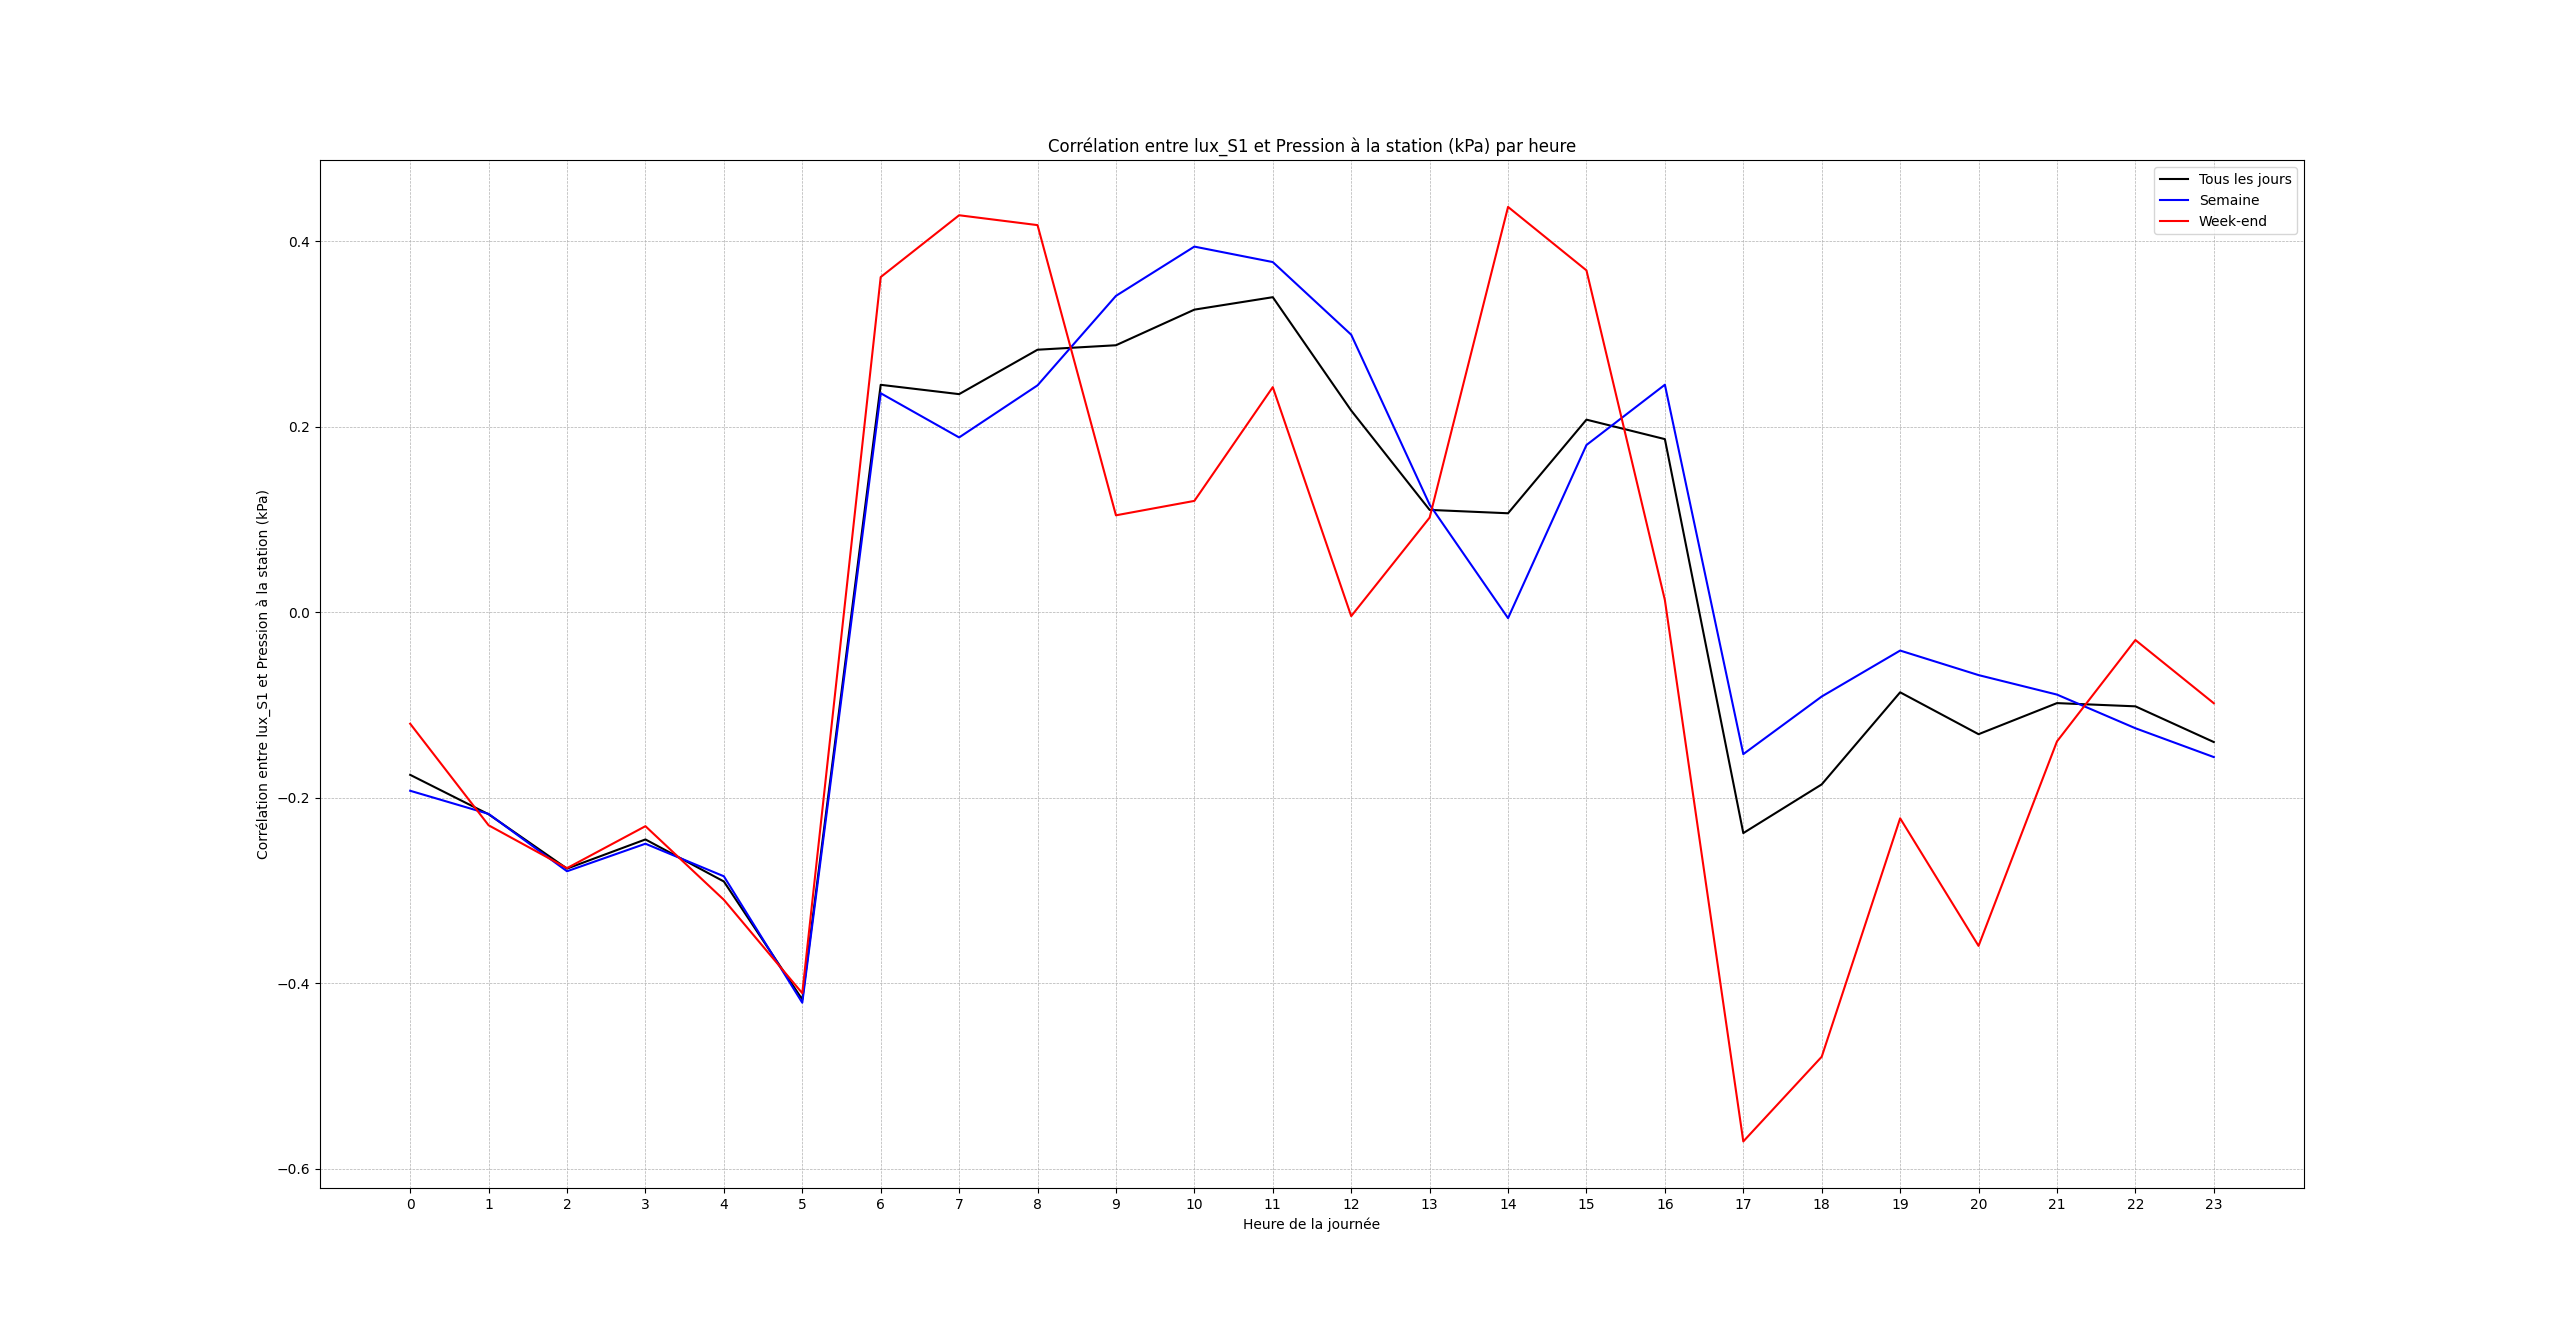 Corrélation entre lux_S1 et Pression à la station (kPa) par heure
Tous les jours
Semaine
Week-end
Corrélation entre lux_S1 et Pression à la station (kPa)
0.4
0.2
0.0
−0.2
−0.4
−0.6
0 1 2 3 4 5 6 7 8 9 10 11 12 13 14 15 16 17 18 19 20 21 22 23
Heure de la journée